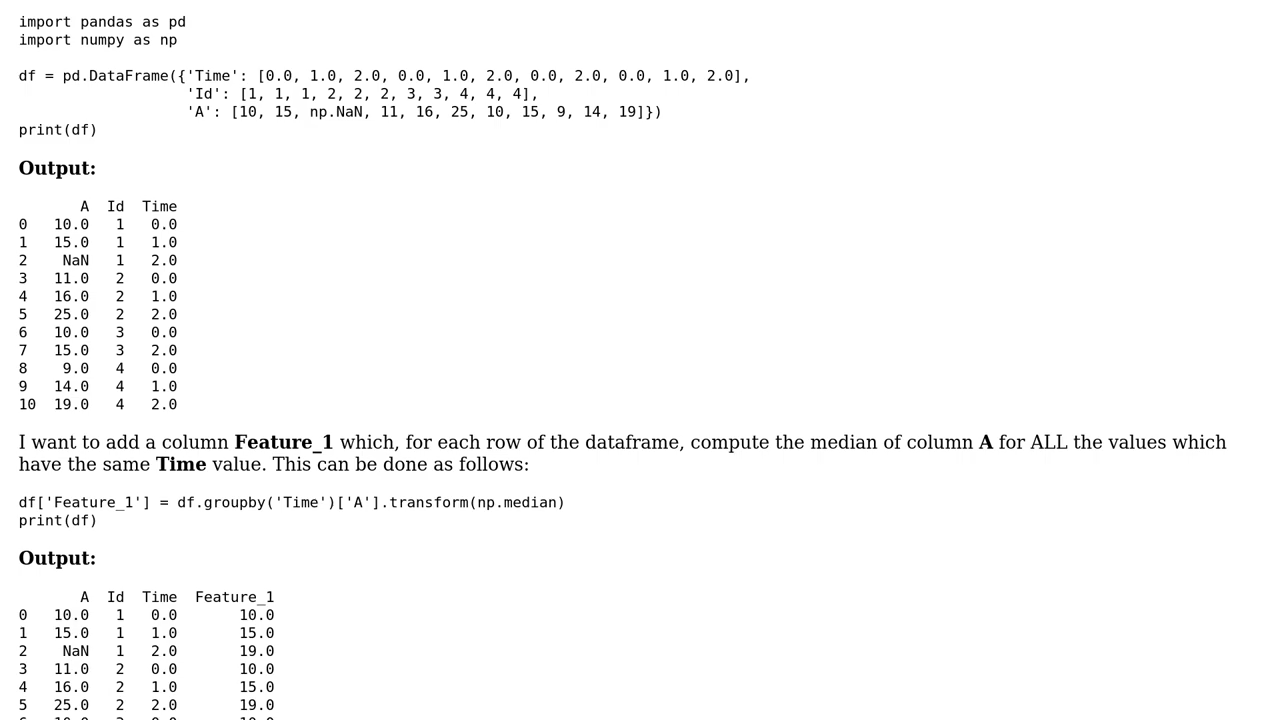 import pandas as pd
import numpy as np
df = pd.DataFrame({'Time': [0.0, 1.0, 2.0, 0.0, 1.0, 2.0, 0.0, 2.0, 0.0, 1.0, 2.0],
                   'Id': [1, 1, 1, 2, 2, 2, 3, 3, 4, 4, 4],
                   'A': [10, 15, np.NaN, 11, 16, 25, 10, 15, 9, 14, 19]})
print(df)
Output:
       A  Id  Time
0   10.0   1   0.0
1   15.0   1   1.0
2    NaN   1   2.0
3   11.0   2   0.0
4   16.0   2   1.0
5   25.0   2   2.0
6   10.0   3   0.0
7   15.0   3   2.0
8    9.0   4   0.0
9   14.0   4   1.0
10  19.0   4   2.0
I want to add a column Feature_1 which, for each row of the dataframe, compute the median of column A for ALL the values which
have the same Time value. This can be done as follows:
df['Feature_1'] = df.groupby('Time')['A'].transform(np.median)
print(df)
Output:
       A  Id  Time  Feature_1
0   10.0   1   0.0       10.0
1   15.0   1   1.0       15.0
2    NaN   1   2.0       19.0
3   11.0   2   0.0       10.0
4   16.0   2   1.0       15.0
5   25.0   2   2.0       19.0